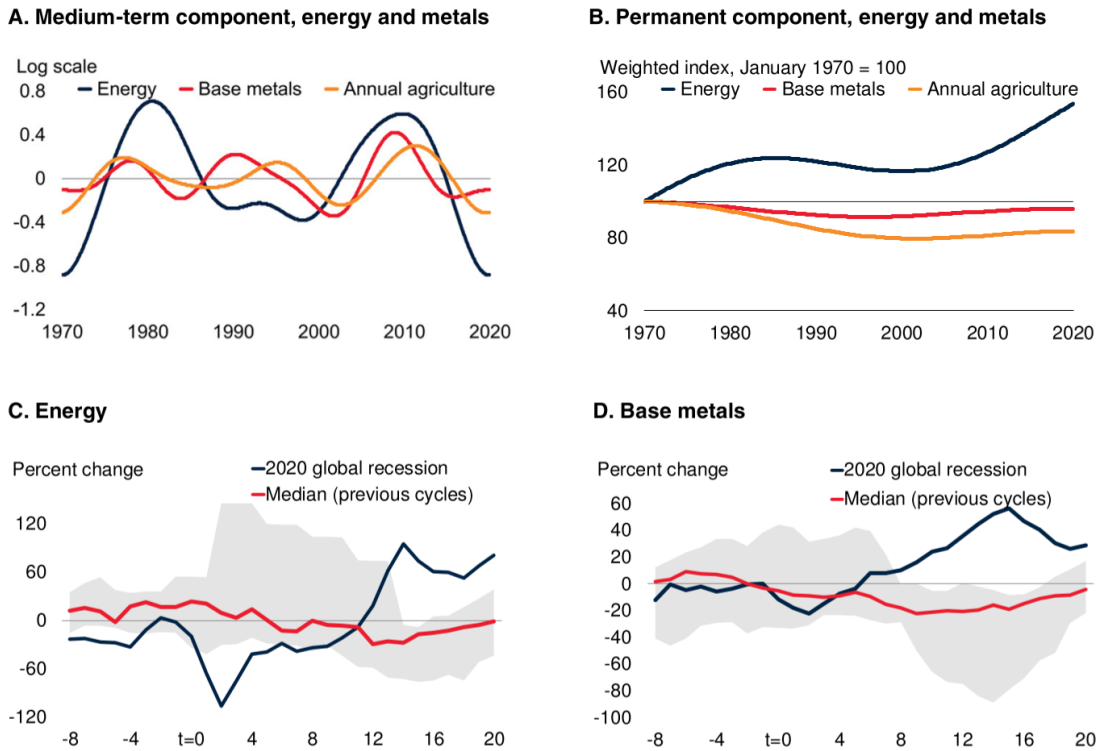 A. Medium-term component, energy and metals
Log scale
Energy Base metals Annual agriculture
0.8
0.4
0
-0.4
-0.8
-1.2
1970 1980 1990 2000 2010 2020
B. Permanent component, energy and metals
Weighted index, January 1970 = 100
Energy Base metals Annual agriculture
160
120
80
40
1970 1980 1990 2000 2010 2020
C. Energy
Percent change
2020 global recession
Median (previous cycles)
120
60
0
-60
-120
-8 -4 t=0 4 8 12 16 20
D. Base metals
Percent change
2020 global recession
Median (previous cycles)
60
40
20
0
-20
-40
-60
-80
-100
-8 -4 t=0 4 8 12 16 20